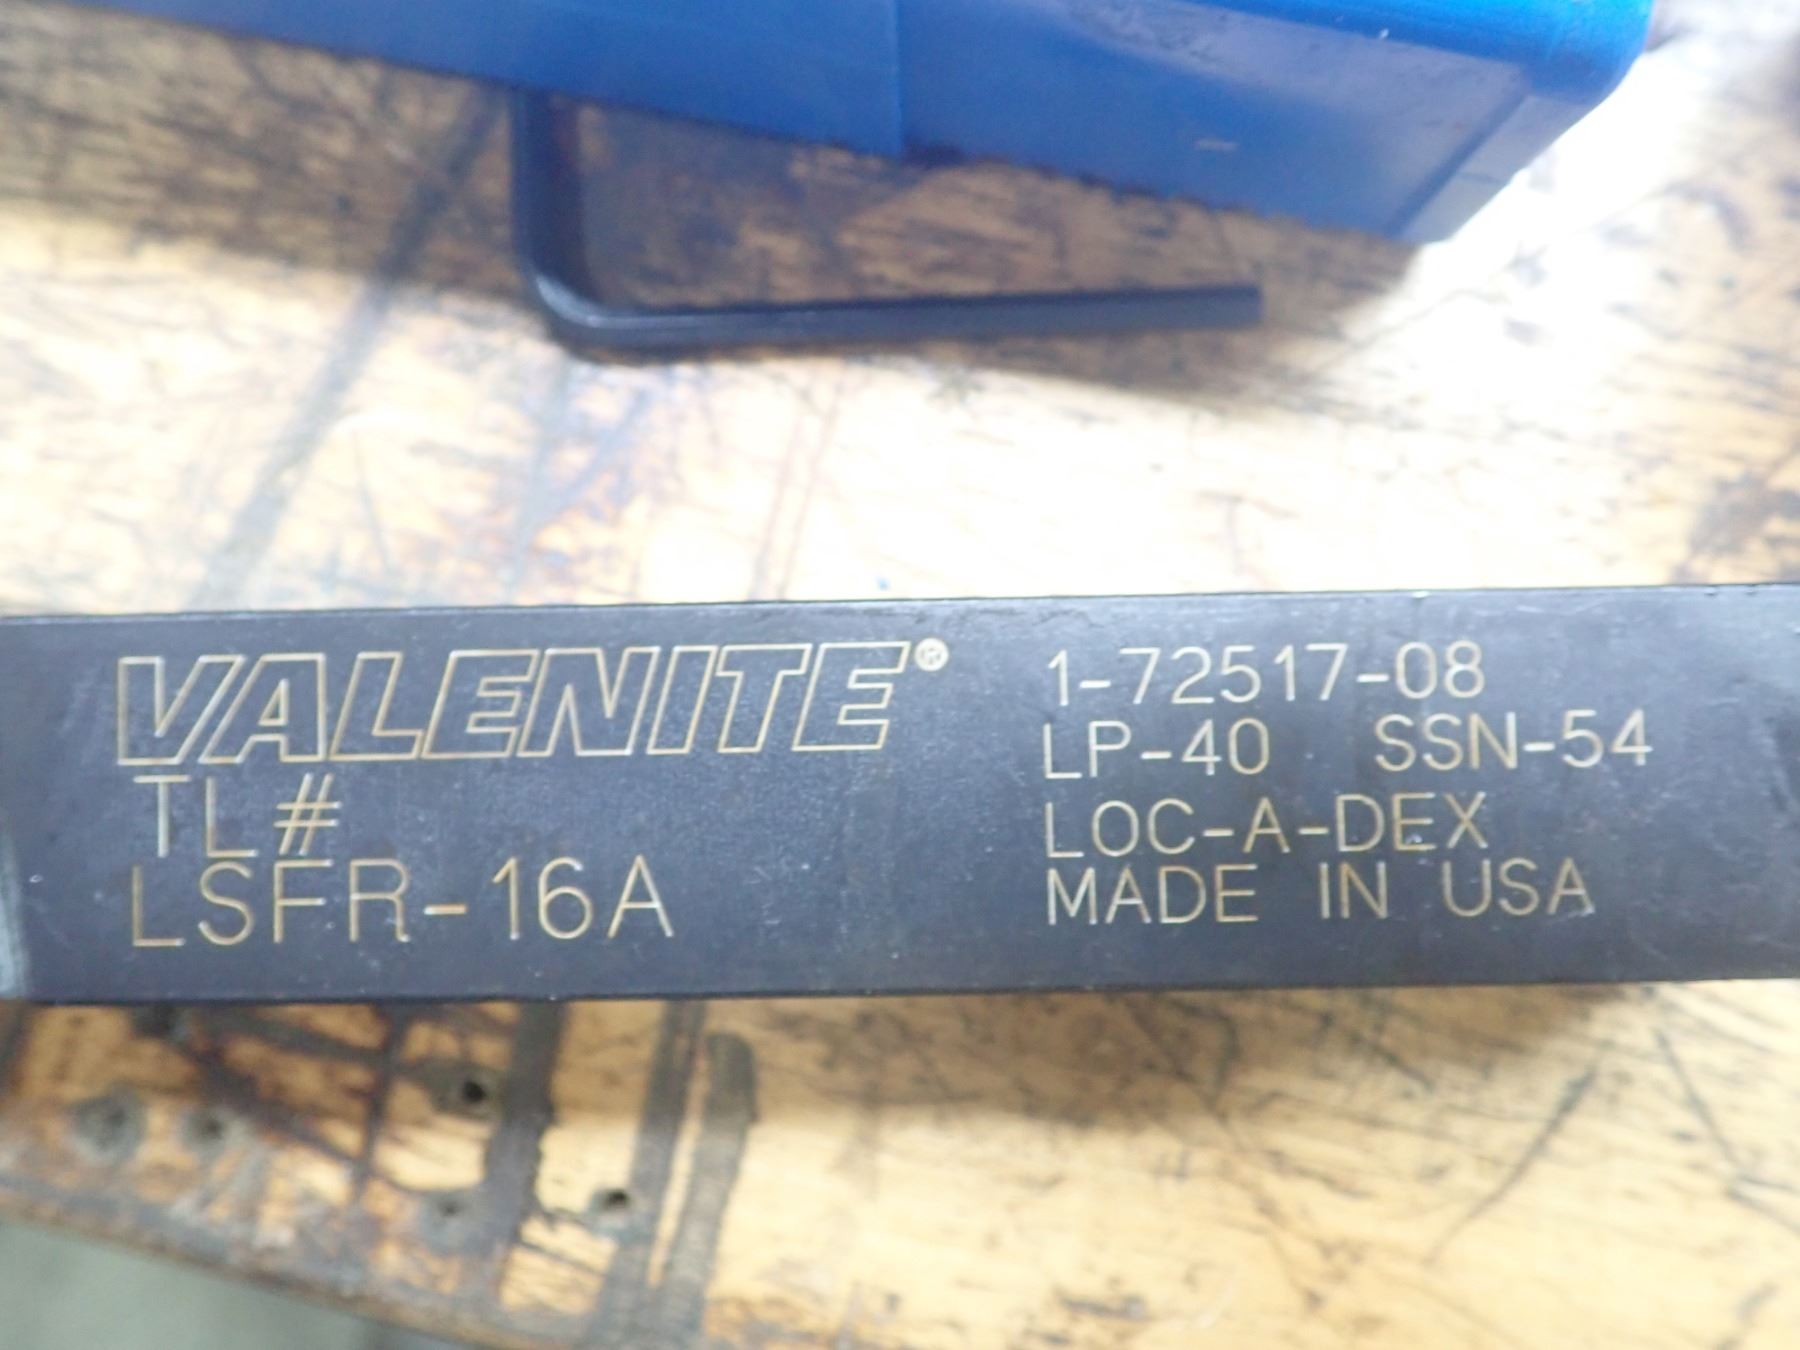 VALENITE®
TL#
LSFR-16A
1-72517-08
LP-40 SSN-54
LOC-A-DEX
MADE IN USA